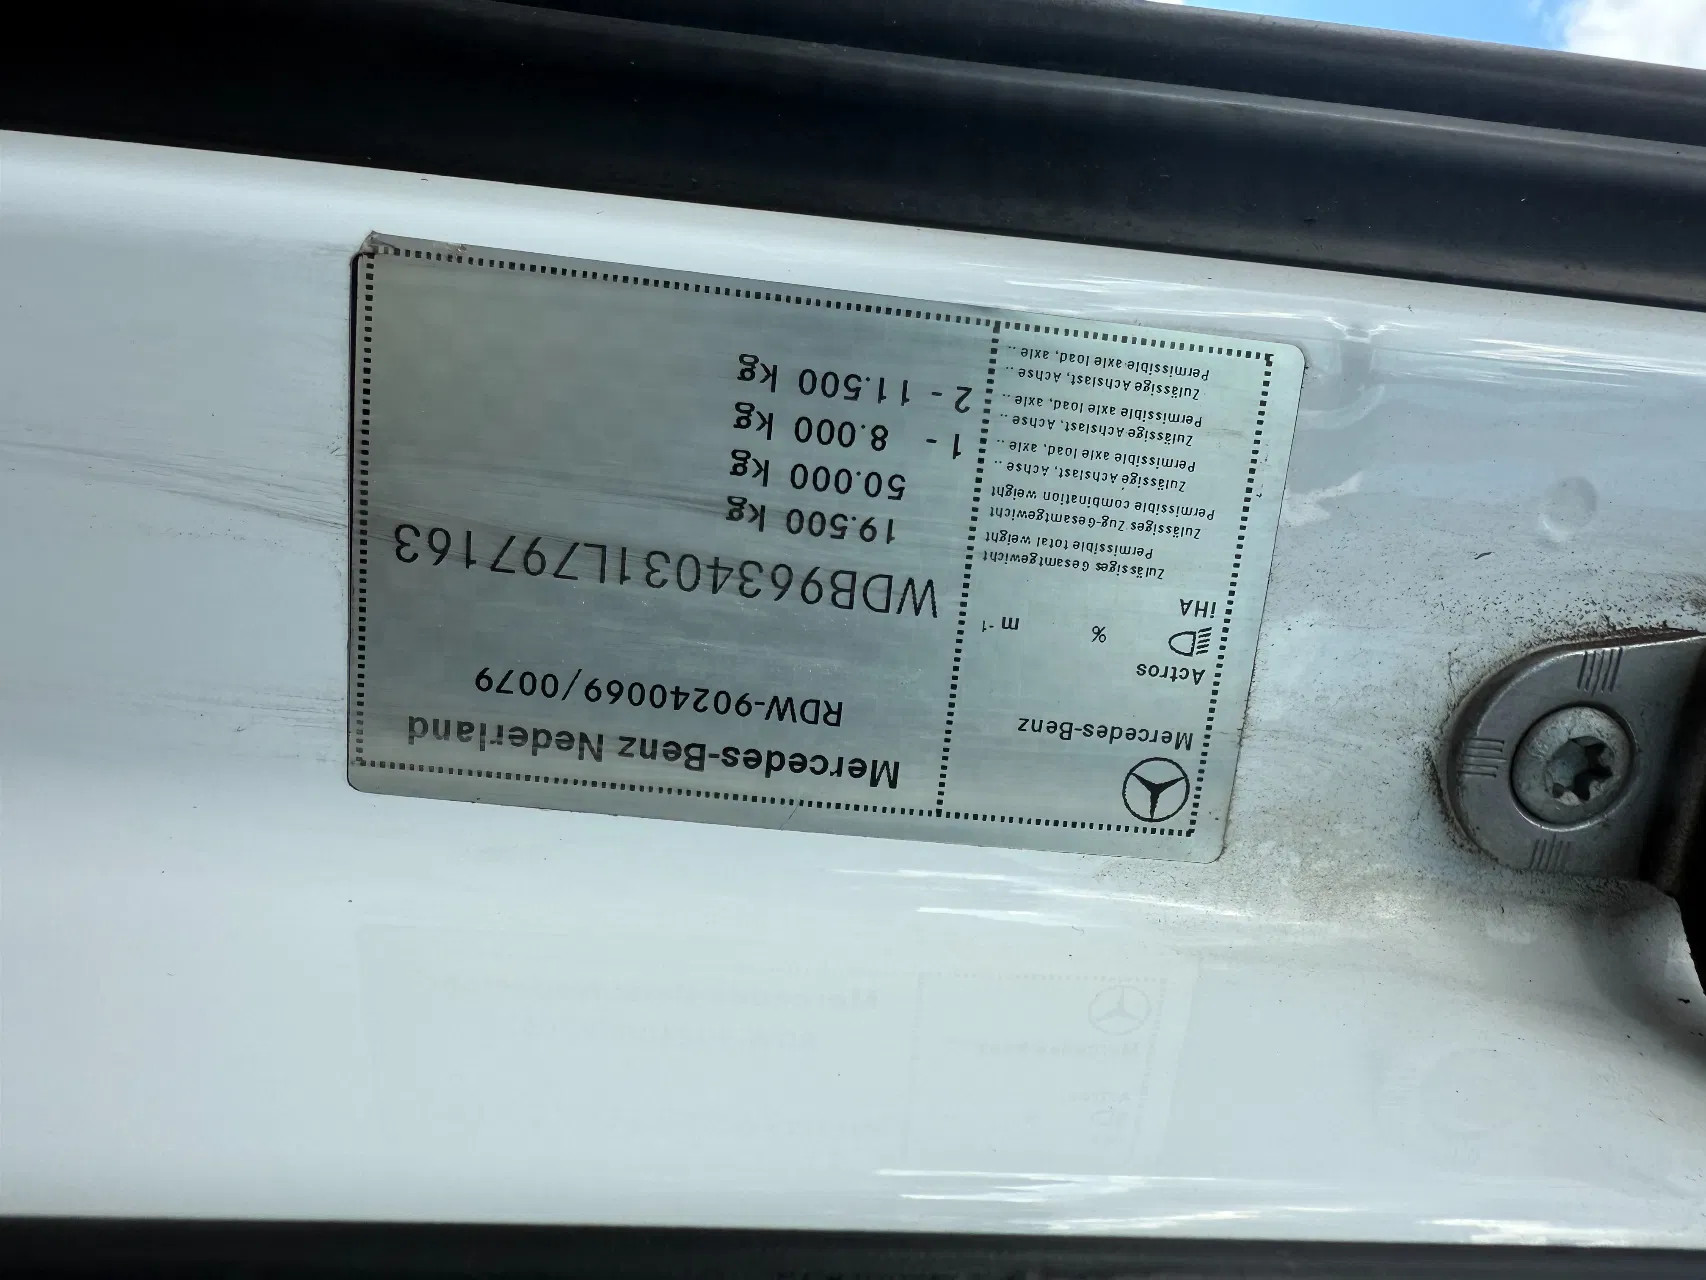 Mercedes-Benz
Mercedes-Benz Nederland
Actros
RDW-90240069/0079
% m⁻¹
iHA
WDB9634031L797163
Zulässiges Gesamtgewicht
Permissible total weight
19.500 kg
Zulässiges Zug-Gesamtgewicht
Permissible combination weight
50.000 kg
Zulässige Achslast, Achse ..
Permissible axle load, axle ..
1 - 8.000 kg
Zulässige Achslast, Achse ..
Permissible axle load, axle ..
2 - 11.500 kg
Zulässige Achslast, Achse ..
Permissible axle load, axle ..